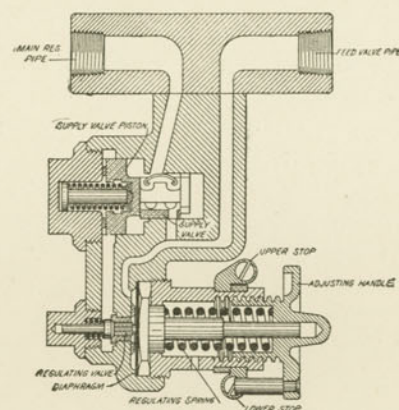 MAIN RES.
PIPE
FEED VALVE PIPE
SUPPLY VALVE PISTON
SUPPLY
VALVE
UPPER STOP
ADJUSTING HANDLE
REGULATING VALVE
DIAPHRAGM
REGULATING SPRING
LOWER STOP